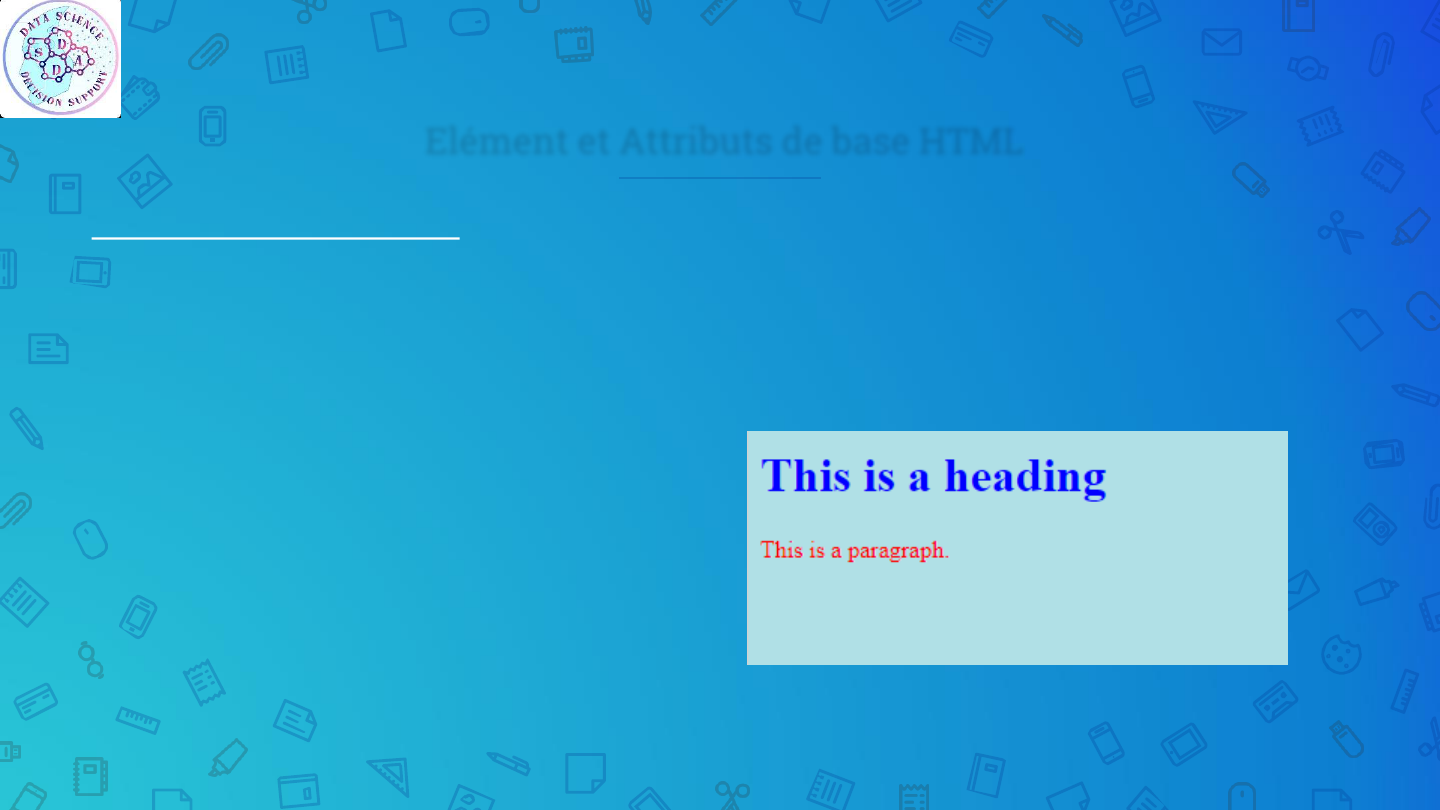 DATA SCIENCE
S D D A
DECISION SUPPORT
Elément et Attributs de base HTML
This is a heading
This is a paragraph.